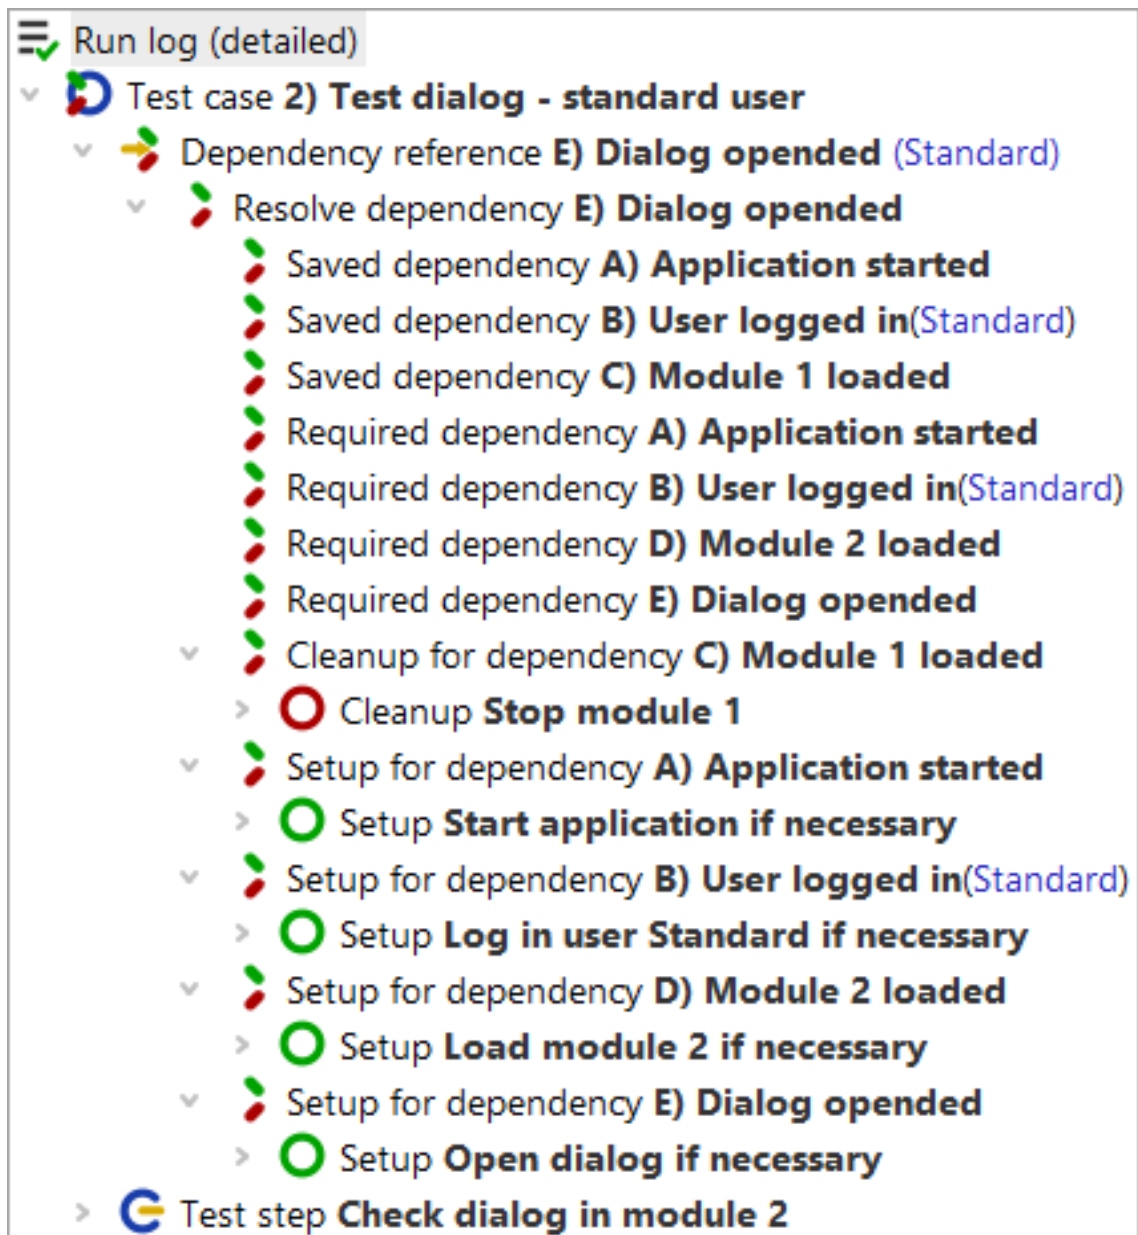 Run log (detailed)
Test case 2) Test dialog - standard user
Dependency reference E) Dialog opended (Standard)
Resolve dependency E) Dialog opended
Saved dependency A) Application started
Saved dependency B) User logged in(Standard)
Saved dependency C) Module 1 loaded
Required dependency A) Application started
Required dependency B) User logged in(Standard)
Required dependency D) Module 2 loaded
Required dependency E) Dialog opended
Cleanup for dependency C) Module 1 loaded
Cleanup Stop module 1
Setup for dependency A) Application started
Setup Start application if necessary
Setup for dependency B) User logged in(Standard)
Setup Log in user Standard if necessary
Setup for dependency D) Module 2 loaded
Setup Load module 2 if necessary
Setup for dependency E) Dialog opended
Setup Open dialog if necessary
Test step Check dialog in module 2